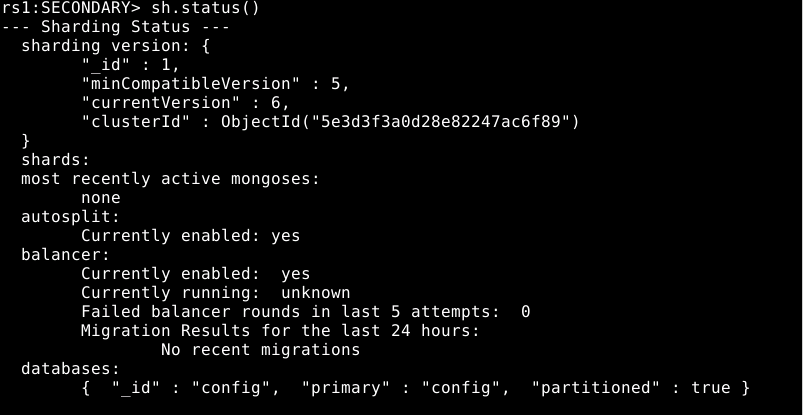 rs1:SECONDARY> sh.status()
--- Sharding Status ---
  sharding version: {
        "_id" : 1,
        "minCompatibleVersion" : 5,
        "currentVersion" : 6,
        "clusterId" : ObjectId("5e3d3f3a0d28e82247ac6f89")
  }
  shards:
  most recently active mongoses:
        none
  autosplit:
        Currently enabled: yes
  balancer:
        Currently enabled:  yes
        Currently running:  unknown
        Failed balancer rounds in last 5 attempts:  0
        Migration Results for the last 24 hours:
                No recent migrations
  databases:
        {  "_id" : "config",  "primary" : "config",  "partitioned" : true }